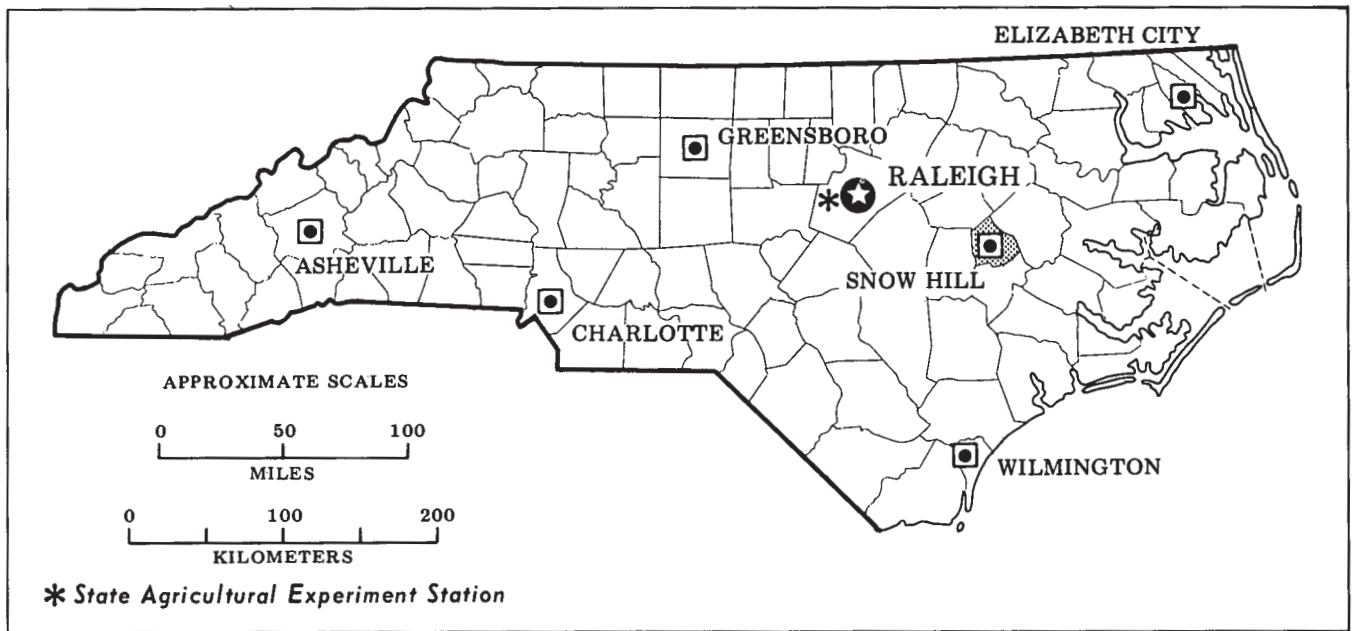 ELIZABETH CITY
GREENSBORO
RALEIGH
*
ASHEVILLE
SNOW HILL
CHARLOTTE
APPROXIMATE SCALES
0 50 100
MILES
WILMINGTON
0 100 200
KILOMETERS
* State Agricultural Experiment Station